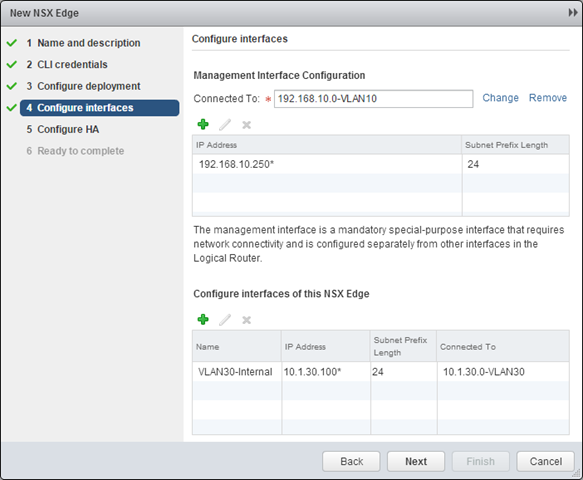 New NSX Edge
1 Name and description
2 CLI credentials
3 Configure deployment
4 Configure interfaces
5 Configure HA
6 Ready to complete
Configure interfaces
Management Interface Configuration
Connected To: * 192.168.10.0-VLAN10 Change Remove
IP Address Subnet Prefix Length
192.168.10.250* 24
The management interface is a mandatory special-purpose interface that requires
network connectivity and is configured separately from other interfaces in the
Logical Router.
Configure interfaces of this NSX Edge
Name IP Address Subnet Prefix Length Connected To
VLAN30-Internal 10.1.30.100* 24 10.1.30.0-VLAN30
Back Next Finish Cancel